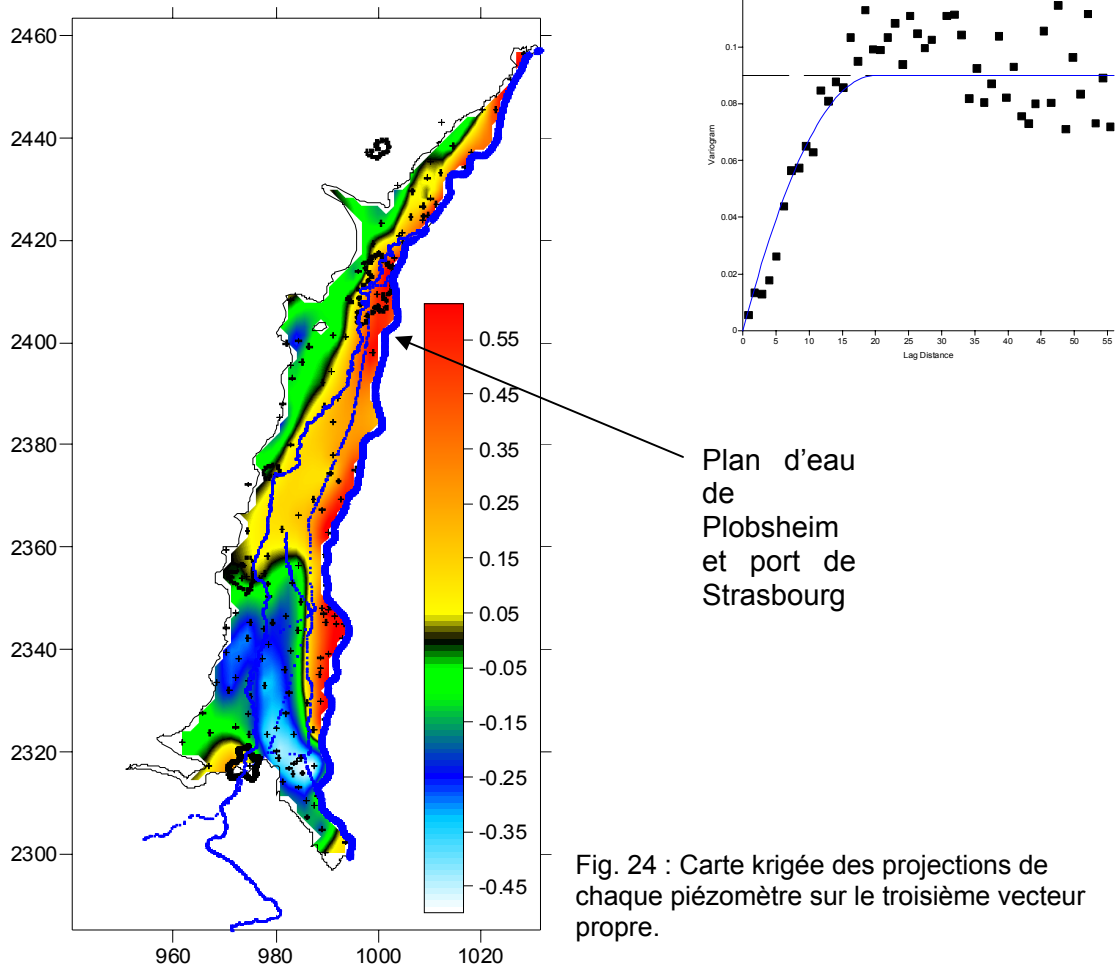 2460
2440
2420
2400
2380
2360
2340
2320
2300
960
980
1000
1020
0.55
0.45
0.35
0.25
0.15
0.05
-0.05
-0.15
-0.25
-0.35
-0.45
0.1
0.08
0.06
0.04
0.02
0
Variogram
0 5 10 15 20 25 30 35 40 45 50 55
Lag Distance
Plan d'eau
de
Plobsheim
et port de
Strasbourg
Fig. 24 : Carte krigée des projections de
chaque piézomètre sur le troisième vecteur
propre.